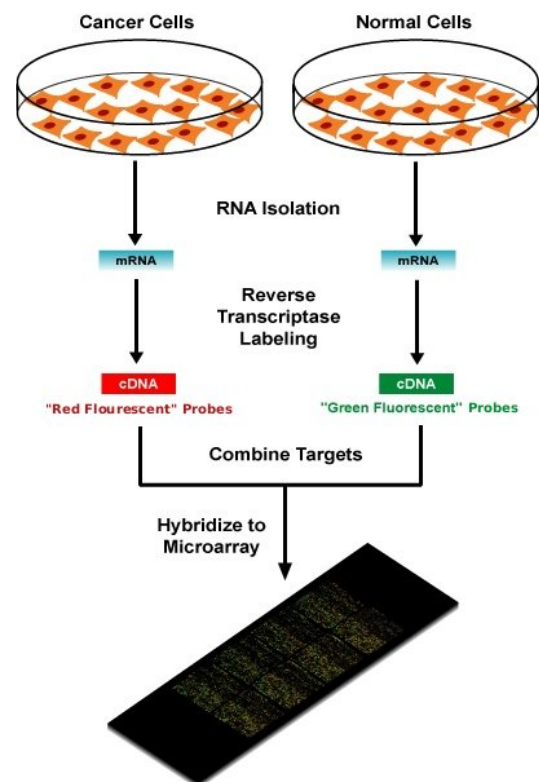 Cancer Cells
Normal Cells
RNA Isolation
mRNA
mRNA
Reverse
Transcriptase
Labeling
cDNA
cDNA
"Red Flourescent" Probes
"Green Fluorescent" Probes
Combine Targets
Hybridize to
Microarray